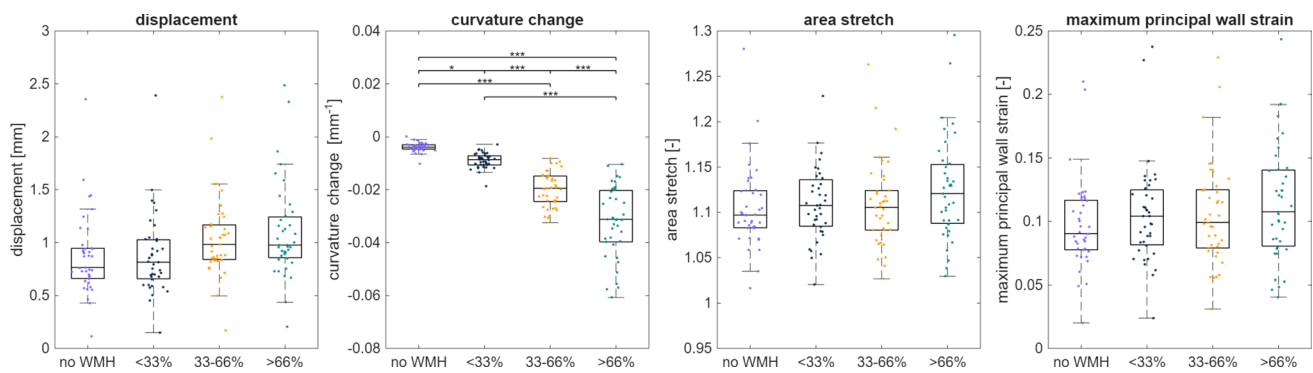 displacement
displacement [mm]
3
2.5
2
1.5
1
0.5
0
no WMH <33% 33-66% >66%
curvature change
curvature change [mm-1]
0.04
0.02
0
-0.02
-0.04
-0.06
-0.08
***
* *** ***
***
***
no WMH <33% 33-66% >66%
area stretch
area stretch [-]
1.3
1.25
1.2
1.15
1.1
1.05
1
0.95
no WMH <33% 33-66% >66%
maximum principal wall strain
maximum principal wall strain [-]
0.25
0.2
0.15
0.1
0.05
0
no WMH <33% 33-66% >66%